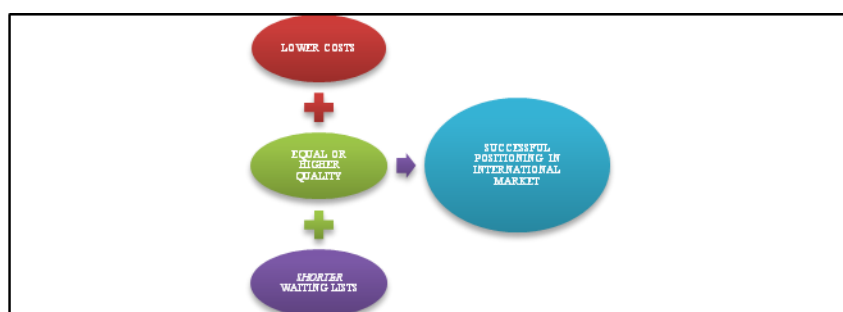 LOWER COSTS
EQUAL OR
HIGHER
QUALITY
SUCCESSFUL
POSITIONING IN
INTERNATIONAL
MARKET
SHORTER
WAITING LISTS